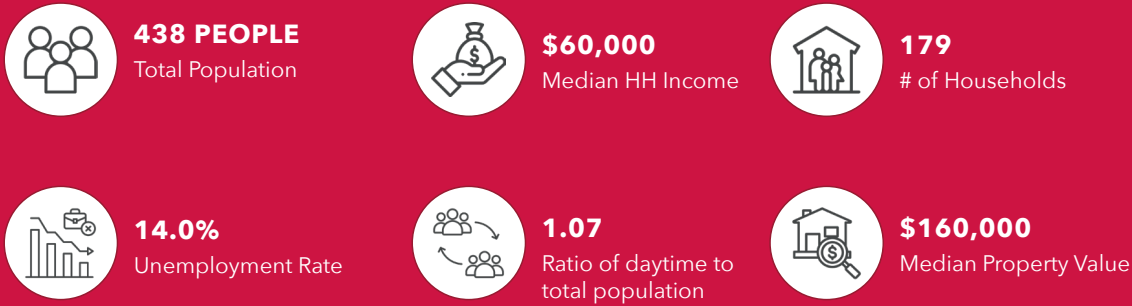 438 PEOPLE
Total Population
$60,000
Median HH Income
179
# of Households
14.0%
Unemployment Rate
1.07
Ratio of daytime to
total population
$160,000
Median Property Value